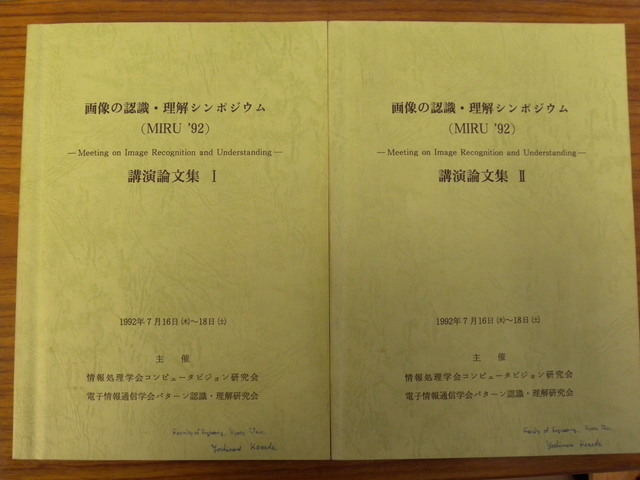 画像の認識・理解シンポジウム
(MIRU '92)
—Meeting on Image Recognition and Understanding—
講演論文集 I
1992年7月16日(木)〜18日(土)
主催
情報処理学会コンピュータビジョン研究会
電子情報通信学会パターン認識・理解研究会
Faculty of Engineering, Kyoto Univ.
画像の認識・理解シンポジウム
(MIRU '92)
—Meeting on Image Recognition and Understanding—
講演論文集 II
1992年7月16日(木)〜18日(土)
主催
情報処理学会コンピュータビジョン研究会
電子情報通信学会パターン認識・理解研究会
Faculty of Engineering, Kyoto Univ.